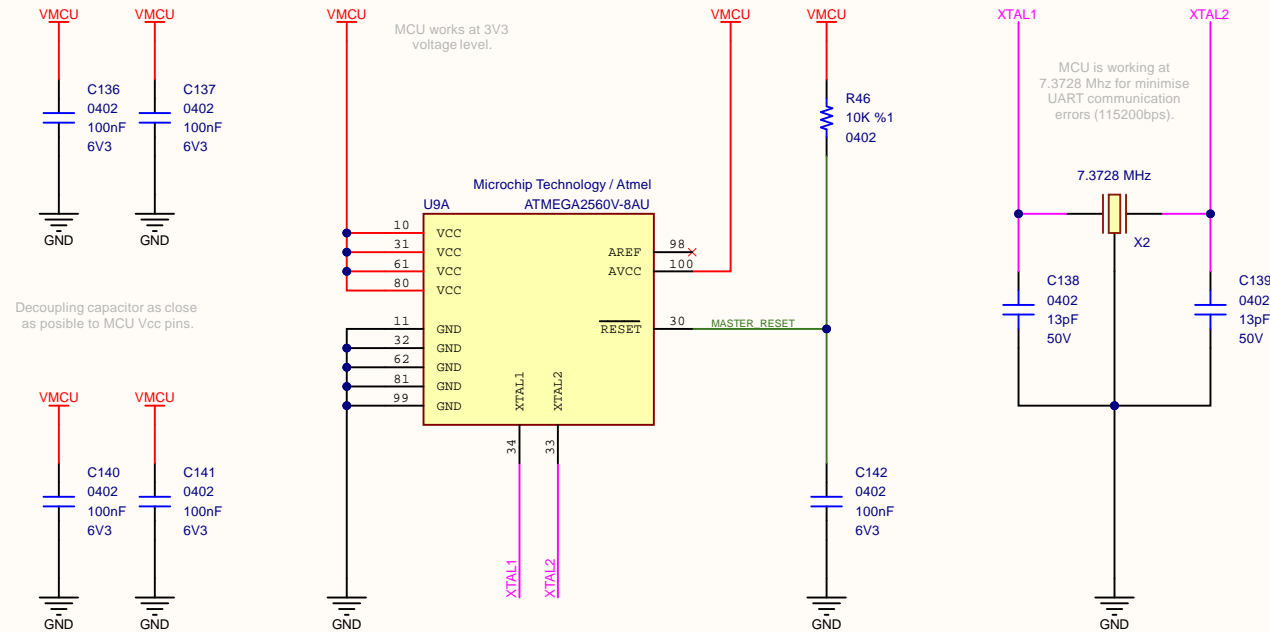 VMCU
VMCU
C136
0402
100nF
6V3
C137
0402
100nF
6V3
GND
GND
Decoupling capacitor as close
as posible to MCU Vcc pins.
VMCU
VMCU
C140
0402
100nF
6V3
C141
0402
100nF
6V3
GND
GND
VMCU
MCU works at 3V3
voltage level.
VMCU
Microchip Technology / Atmel
U9A
ATMEGA2560V-8AU
10 VCC
31 VCC
61 VCC
80 VCC
11 GND
32 GND
62 GND
81 GND
99 GND
AREF 98
AVCC 100
RESET 30
MASTER_RESET
XTAL1
XTAL2
34
33
XTAL1
XTAL2
GND
VMCU
R46
10K %1
0402
C142
0402
100nF
6V3
GND
XTAL1
XTAL2
MCU is working at
7.3728 Mhz for minimise
UART communication
errors (115200bps).
7.3728 MHz
X2
C138
0402
13pF
50V
C139
0402
13pF
50V
GND